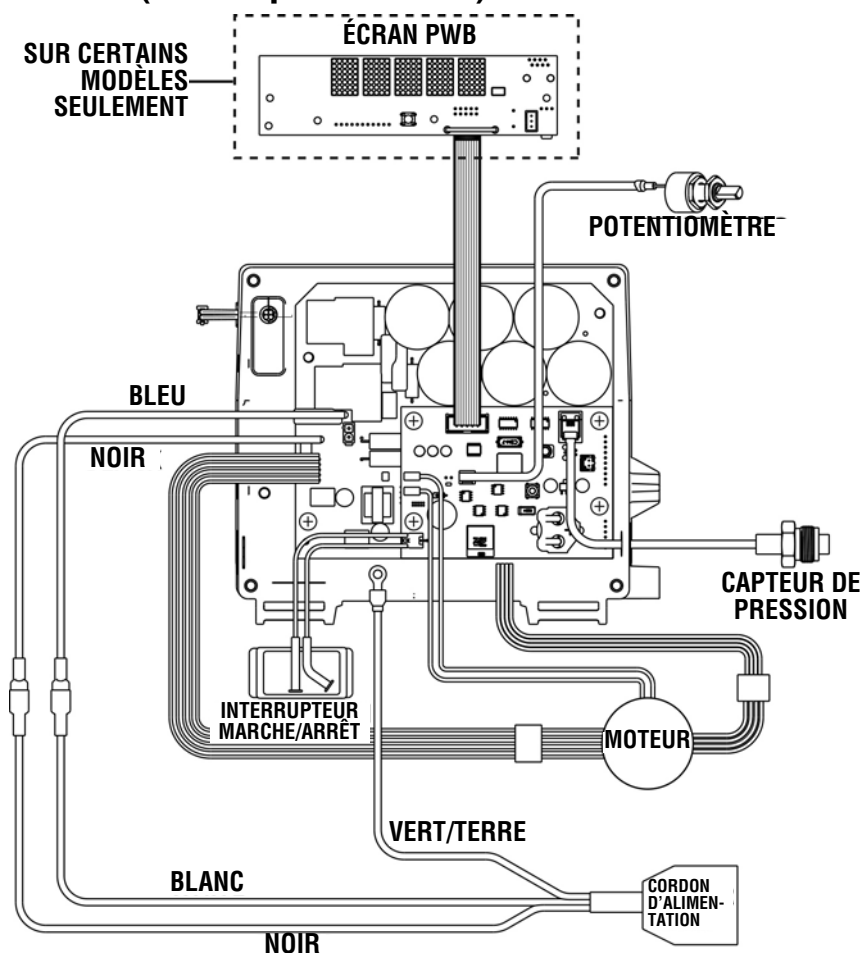 ÉCRAN PWB
SUR CERTAINS
MODÈLES
SEULEMENT
POTENTIOMÈTRE
BLEU
NOIR
CAPTEUR DE
PRESSION
INTERRUPTEUR
MARCHE/ARRÊT
MOTEUR
VERT/TERRE
BLANC
CORDON
D'ALIMEN-
TATION
NOIR